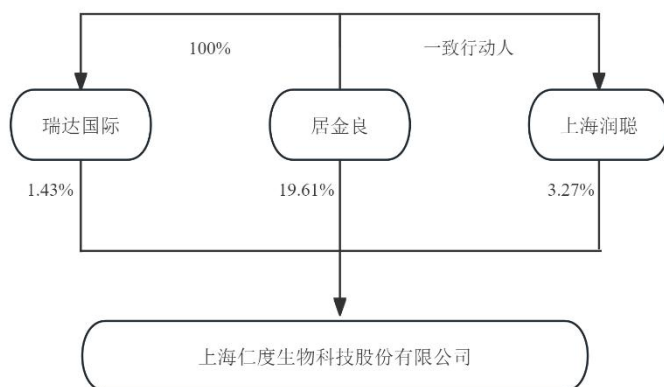 100%
一致行动人
瑞达国际
居金良
上海润聪
1.43%
19.61%
3.27%
上海仁度生物科技股份有限公司